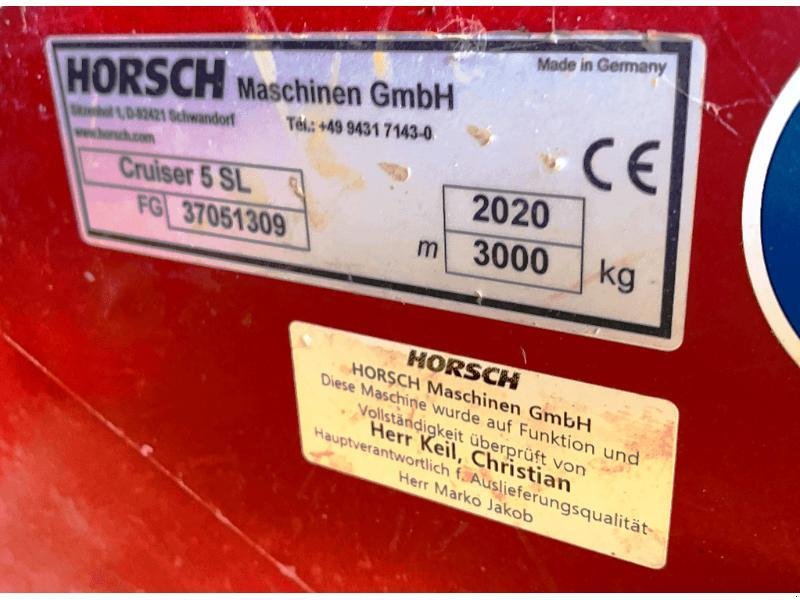 HORSCH Maschinen GmbH
Made in Germany
Sitzenhof 1, D-92421 Schwandorf
Tel.: +49 9431 7143-0
www.horsch.com
CE
Cruiser 5 SL
FG 37051309
2020
m 3000 kg
HORSCH
HORSCH Maschinen GmbH
Diese Maschine wurde auf Funktion und
Vollständigkeit überprüft von
Herr Keil, Christian
Hauptverantwortlich f. Auslieferungsqualität
Herr Marko Jakob